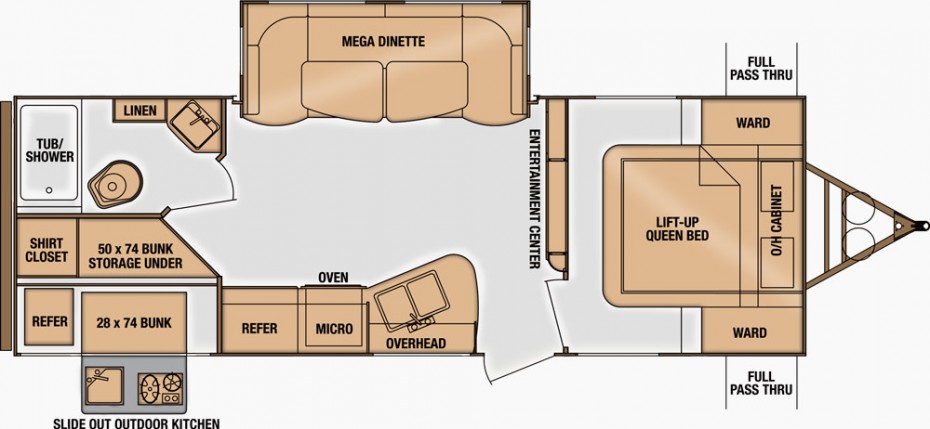 MEGA DINETTE
FULL
PASS THRU
LINEN
TUB/
SHOWER
WARD
ENTERTAINMENT CENTER
LIFT-UP
QUEEN BED
O/H CABINET
SHIRT
CLOSET
50 x 74 BUNK
STORAGE UNDER
OVEN
REFER
28 x 74 BUNK
REFER
MICRO
OVERHEAD
WARD
FULL
PASS THRU
SLIDE OUT OUTDOOR KITCHEN